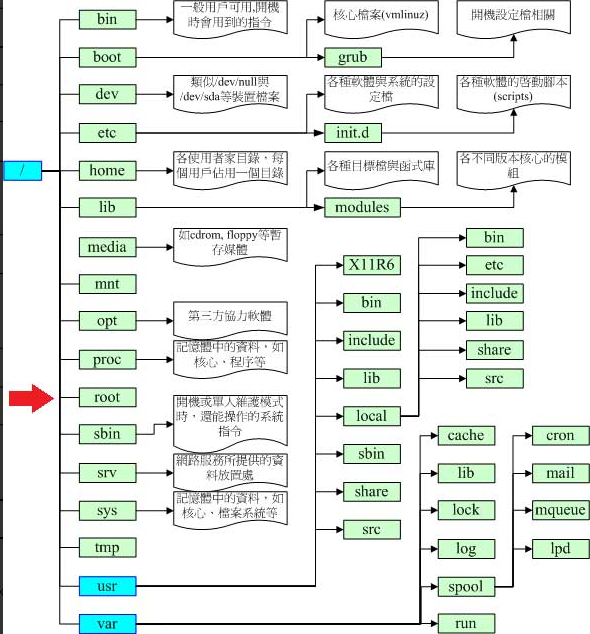 bin
一般用戶可用,開機
時會用到的指令
核心檔案(vmlinuz)
開機設定檔相關
boot
grub
dev
類似/dev/null與
/dev/sda等裝置檔案
各種軟體與系統的設
定檔
各種軟體的啓動腳本
(scripts)
etc
init.d
/
home
各使用者家目錄，每
個用戶佔用一個目錄
各種目標檔與函式庫
各不同版本核心的模
組
lib
modules
media
如cdrom, floppy等暫
存媒體
mnt
opt
第三方協力軟體
proc
記憶體中的資料，如
核心、程序等
root
sbin
開機或單人維護模式
時，還能操作的系統
指令
srv
網路服務所提供的資
料放置處
sys
記憶體中的資料，如
核心、檔案系統等
tmp
usr
var
X11R6
bin
include
lib
local
sbin
share
src
bin
etc
include
lib
share
src
cache
lib
lock
log
spool
run
cron
mail
mqueue
lpd